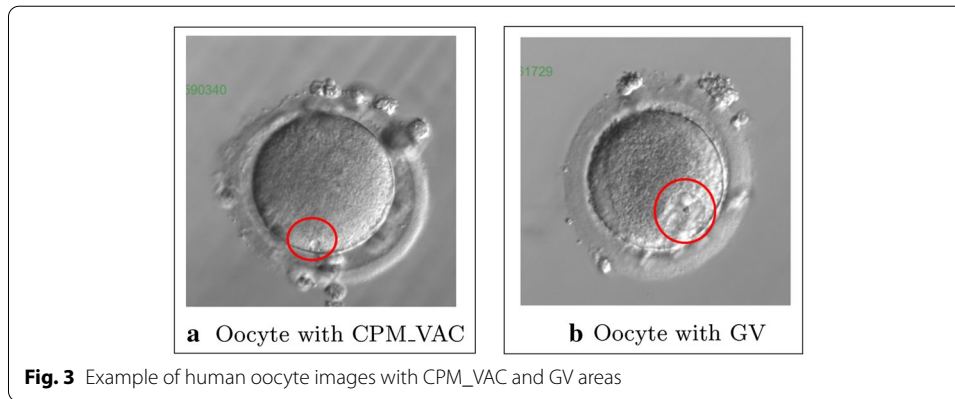 590340
61729
a Oocyte with CPM_VAC
b Oocyte with GV
Fig. 3 Example of human oocyte images with CPM_VAC and GV areas